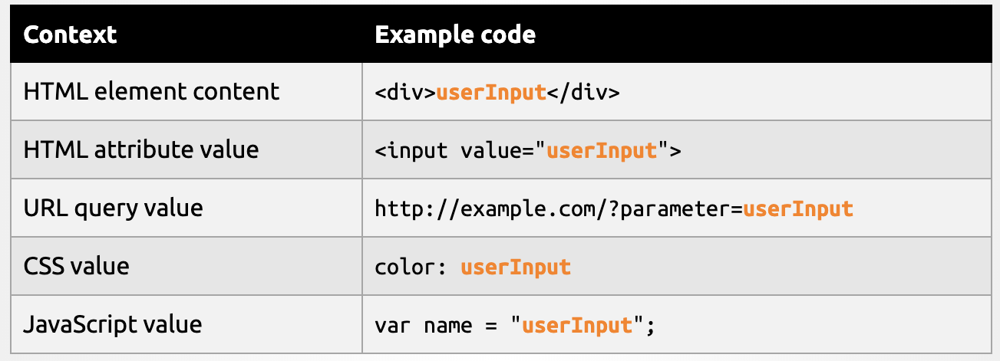 Context Example code
HTML element content <div>userInput</div>
HTML attribute value <input value="userInput">
URL query value http://example.com/?parameter=userInput
CSS value color: userInput
JavaScript value var name = "userInput";